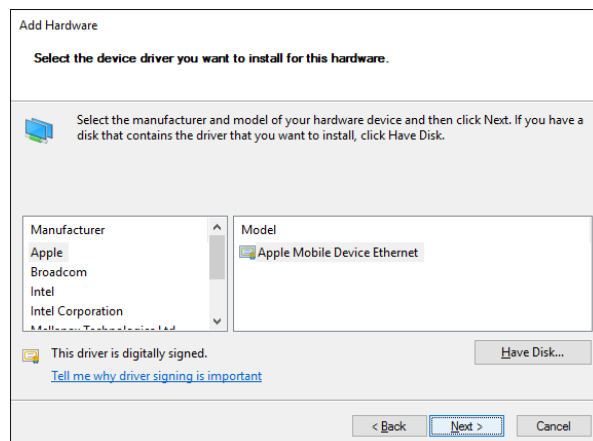 Add Hardware
Select the device driver you want to install for this hardware.
Select the manufacturer and model of your hardware device and then click Next. If you have a
disk that contains the driver that you want to install, click Have Disk.
Manufacturer
Apple
Broadcom
Intel
Intel Corporation
Mellanox Technologies Ltd
Model
Apple Mobile Device Ethernet
This driver is digitally signed.
Have Disk...
Tell me why driver signing is important
< Back
Next >
Cancel